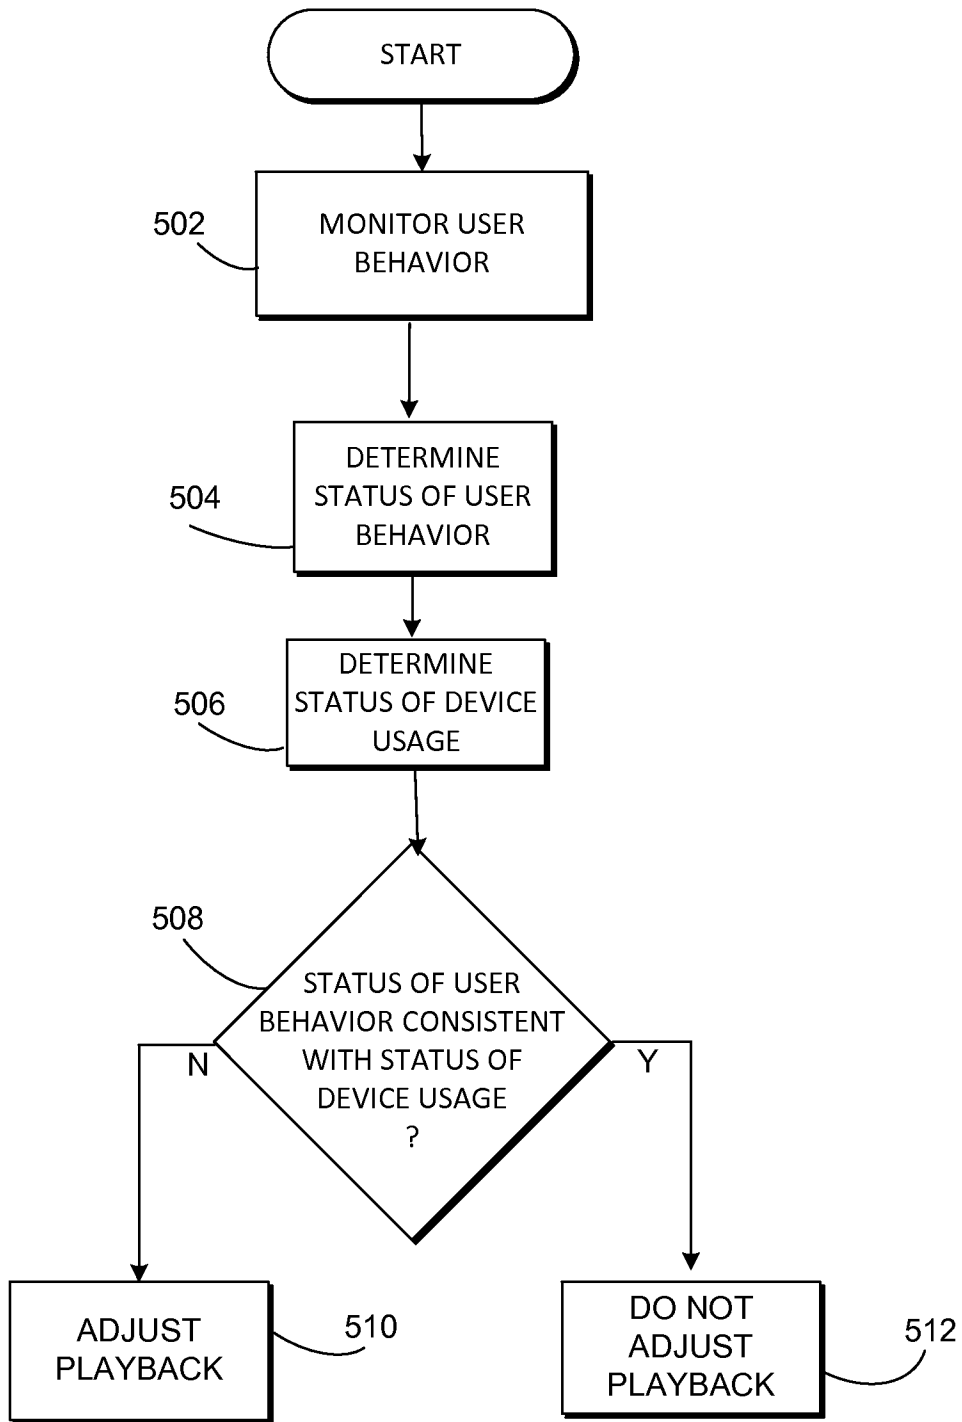 START
502
MONITOR USER
BEHAVIOR
504
DETERMINE
STATUS OF USER
BEHAVIOR
506
DETERMINE
STATUS OF DEVICE
USAGE
508
STATUS OF USER
BEHAVIOR CONSISTENT
WITH STATUS OF
DEVICE USAGE
?
N
Y
ADJUST
PLAYBACK
510
DO NOT
ADJUST
PLAYBACK
512